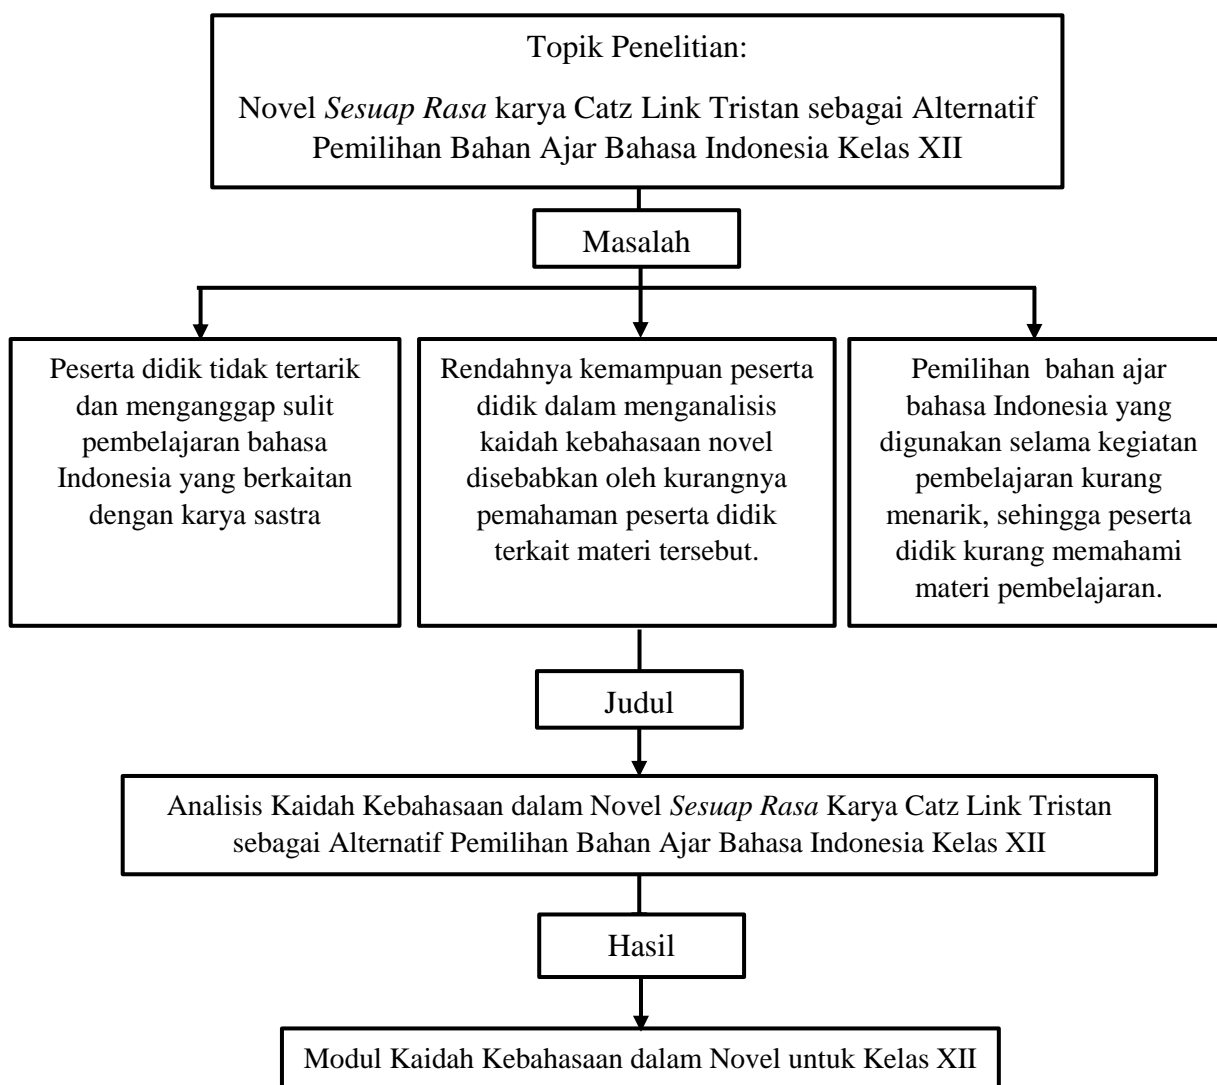 Topik Penelitian:
Novel Sesuap Rasa karya Catz Link Tristan sebagai Alternatif
Pemilihan Bahan Ajar Bahasa Indonesia Kelas XII
Masalah
Peserta didik tidak tertarik
dan menganggap sulit
pembelajaran bahasa
Indonesia yang berkaitan
dengan karya sastra
Rendahnya kemampuan peserta
didik dalam menganalisis
kaidah kebahasaan novel
disebabkan oleh kurangnya
pemahaman peserta didik
terkait materi tersebut.
Pemilihan bahan ajar
bahasa Indonesia yang
digunakan selama kegiatan
pembelajaran kurang
menarik, sehingga peserta
didik kurang memahami
materi pembelajaran.
Judul
Analisis Kaidah Kebahasaan dalam Novel Sesuap Rasa Karya Catz Link Tristan
sebagai Alternatif Pemilihan Bahan Ajar Bahasa Indonesia Kelas XII
Hasil
Modul Kaidah Kebahasaan dalam Novel untuk Kelas XII